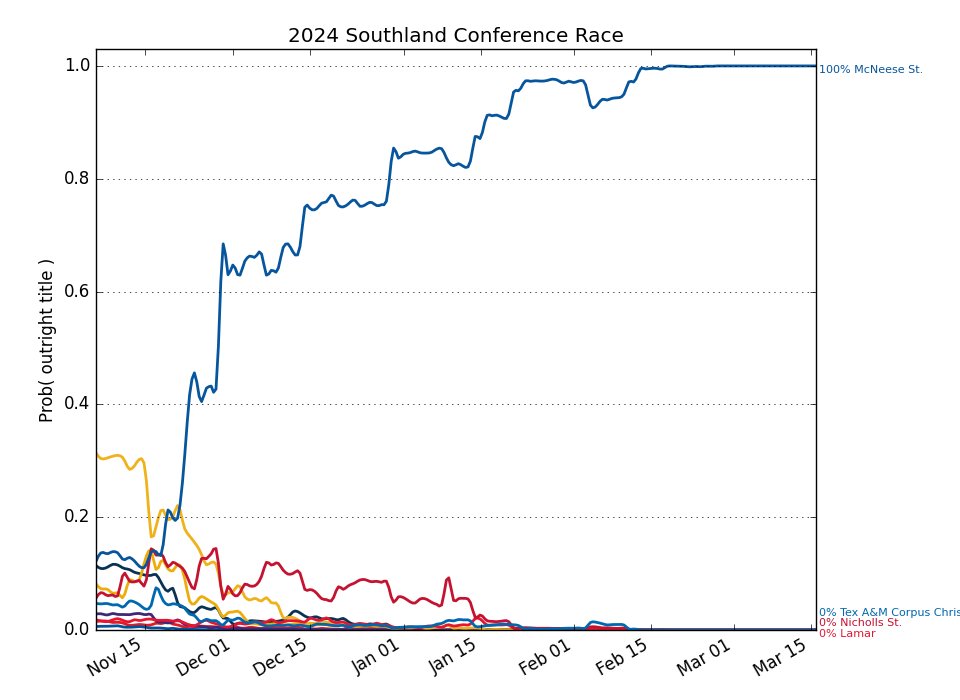 2024 Southland Conference Race
Prob( outright title )
1.0
0.8
0.6
0.4
0.2
0.0
Nov 15
Dec 01
Dec 15
Jan 01
Jan 15
Feb 01
Feb 15
Mar 01
Mar 15
100% McNeese St.
0% Tex A&M Corpus Chris
0% Nicholls St.
0% Lamar